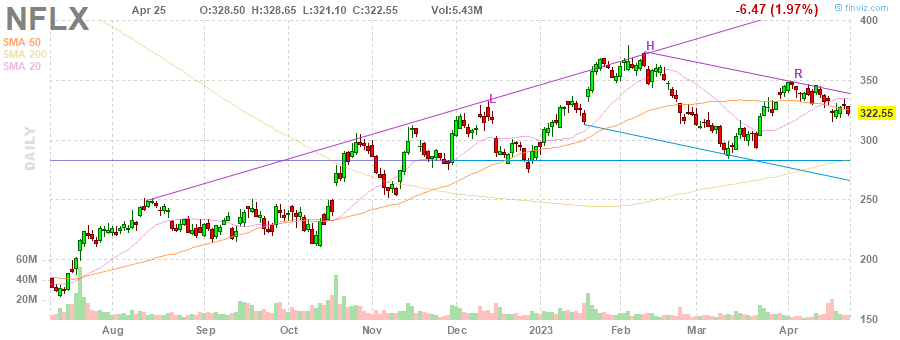 NFLX Apr 25 O:328.50 H:328.65 L:321.10 C:322.55 Vol:5.43M -6.47 (1.97%) © finviz.com
SMA 50
SMA 200
SMA 20
DAILY
L
H
R
400
350
322.55
300
250
200
150
60M
40M
20M
Aug Sep Oct Nov Dec 2023 Feb Mar Apr